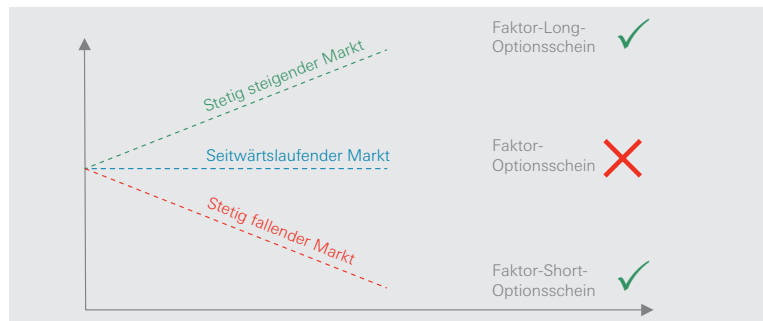 Faktor-Long-
Optionsschein
Stetig steigender Markt
Seitwärtslaufender Markt
Faktor-
Optionsschein
Stetig fallender Markt
Faktor-Short-
Optionsschein